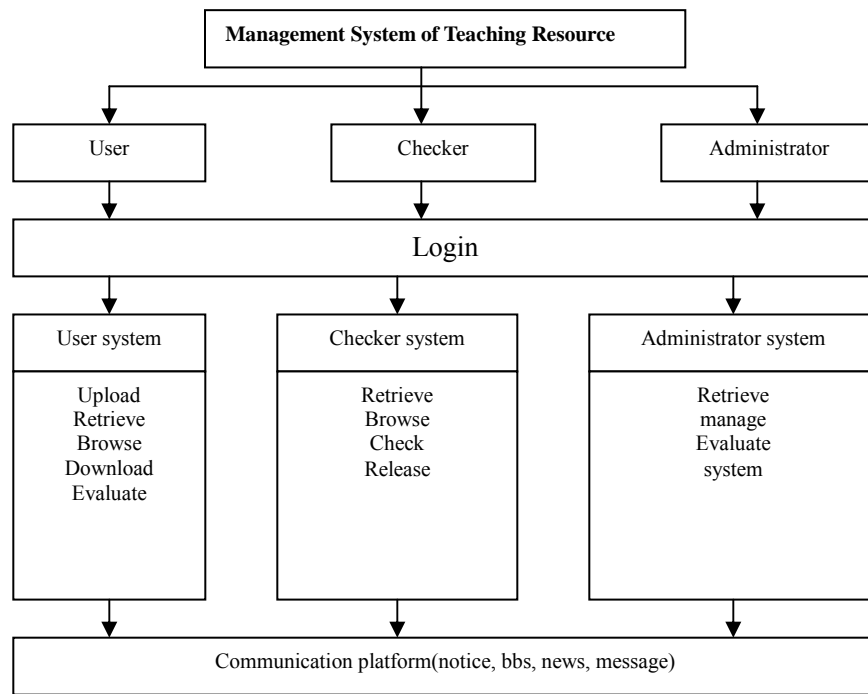 Management System of Teaching Resource
User
Checker
Administrator
Login
User system
Checker system
Administrator system
Upload
Retrieve
Browse
Download
Evaluate
Retrieve
Browse
Check
Release
Retrieve
manage
Evaluate
system
Communication platform(notice, bbs, news, message)